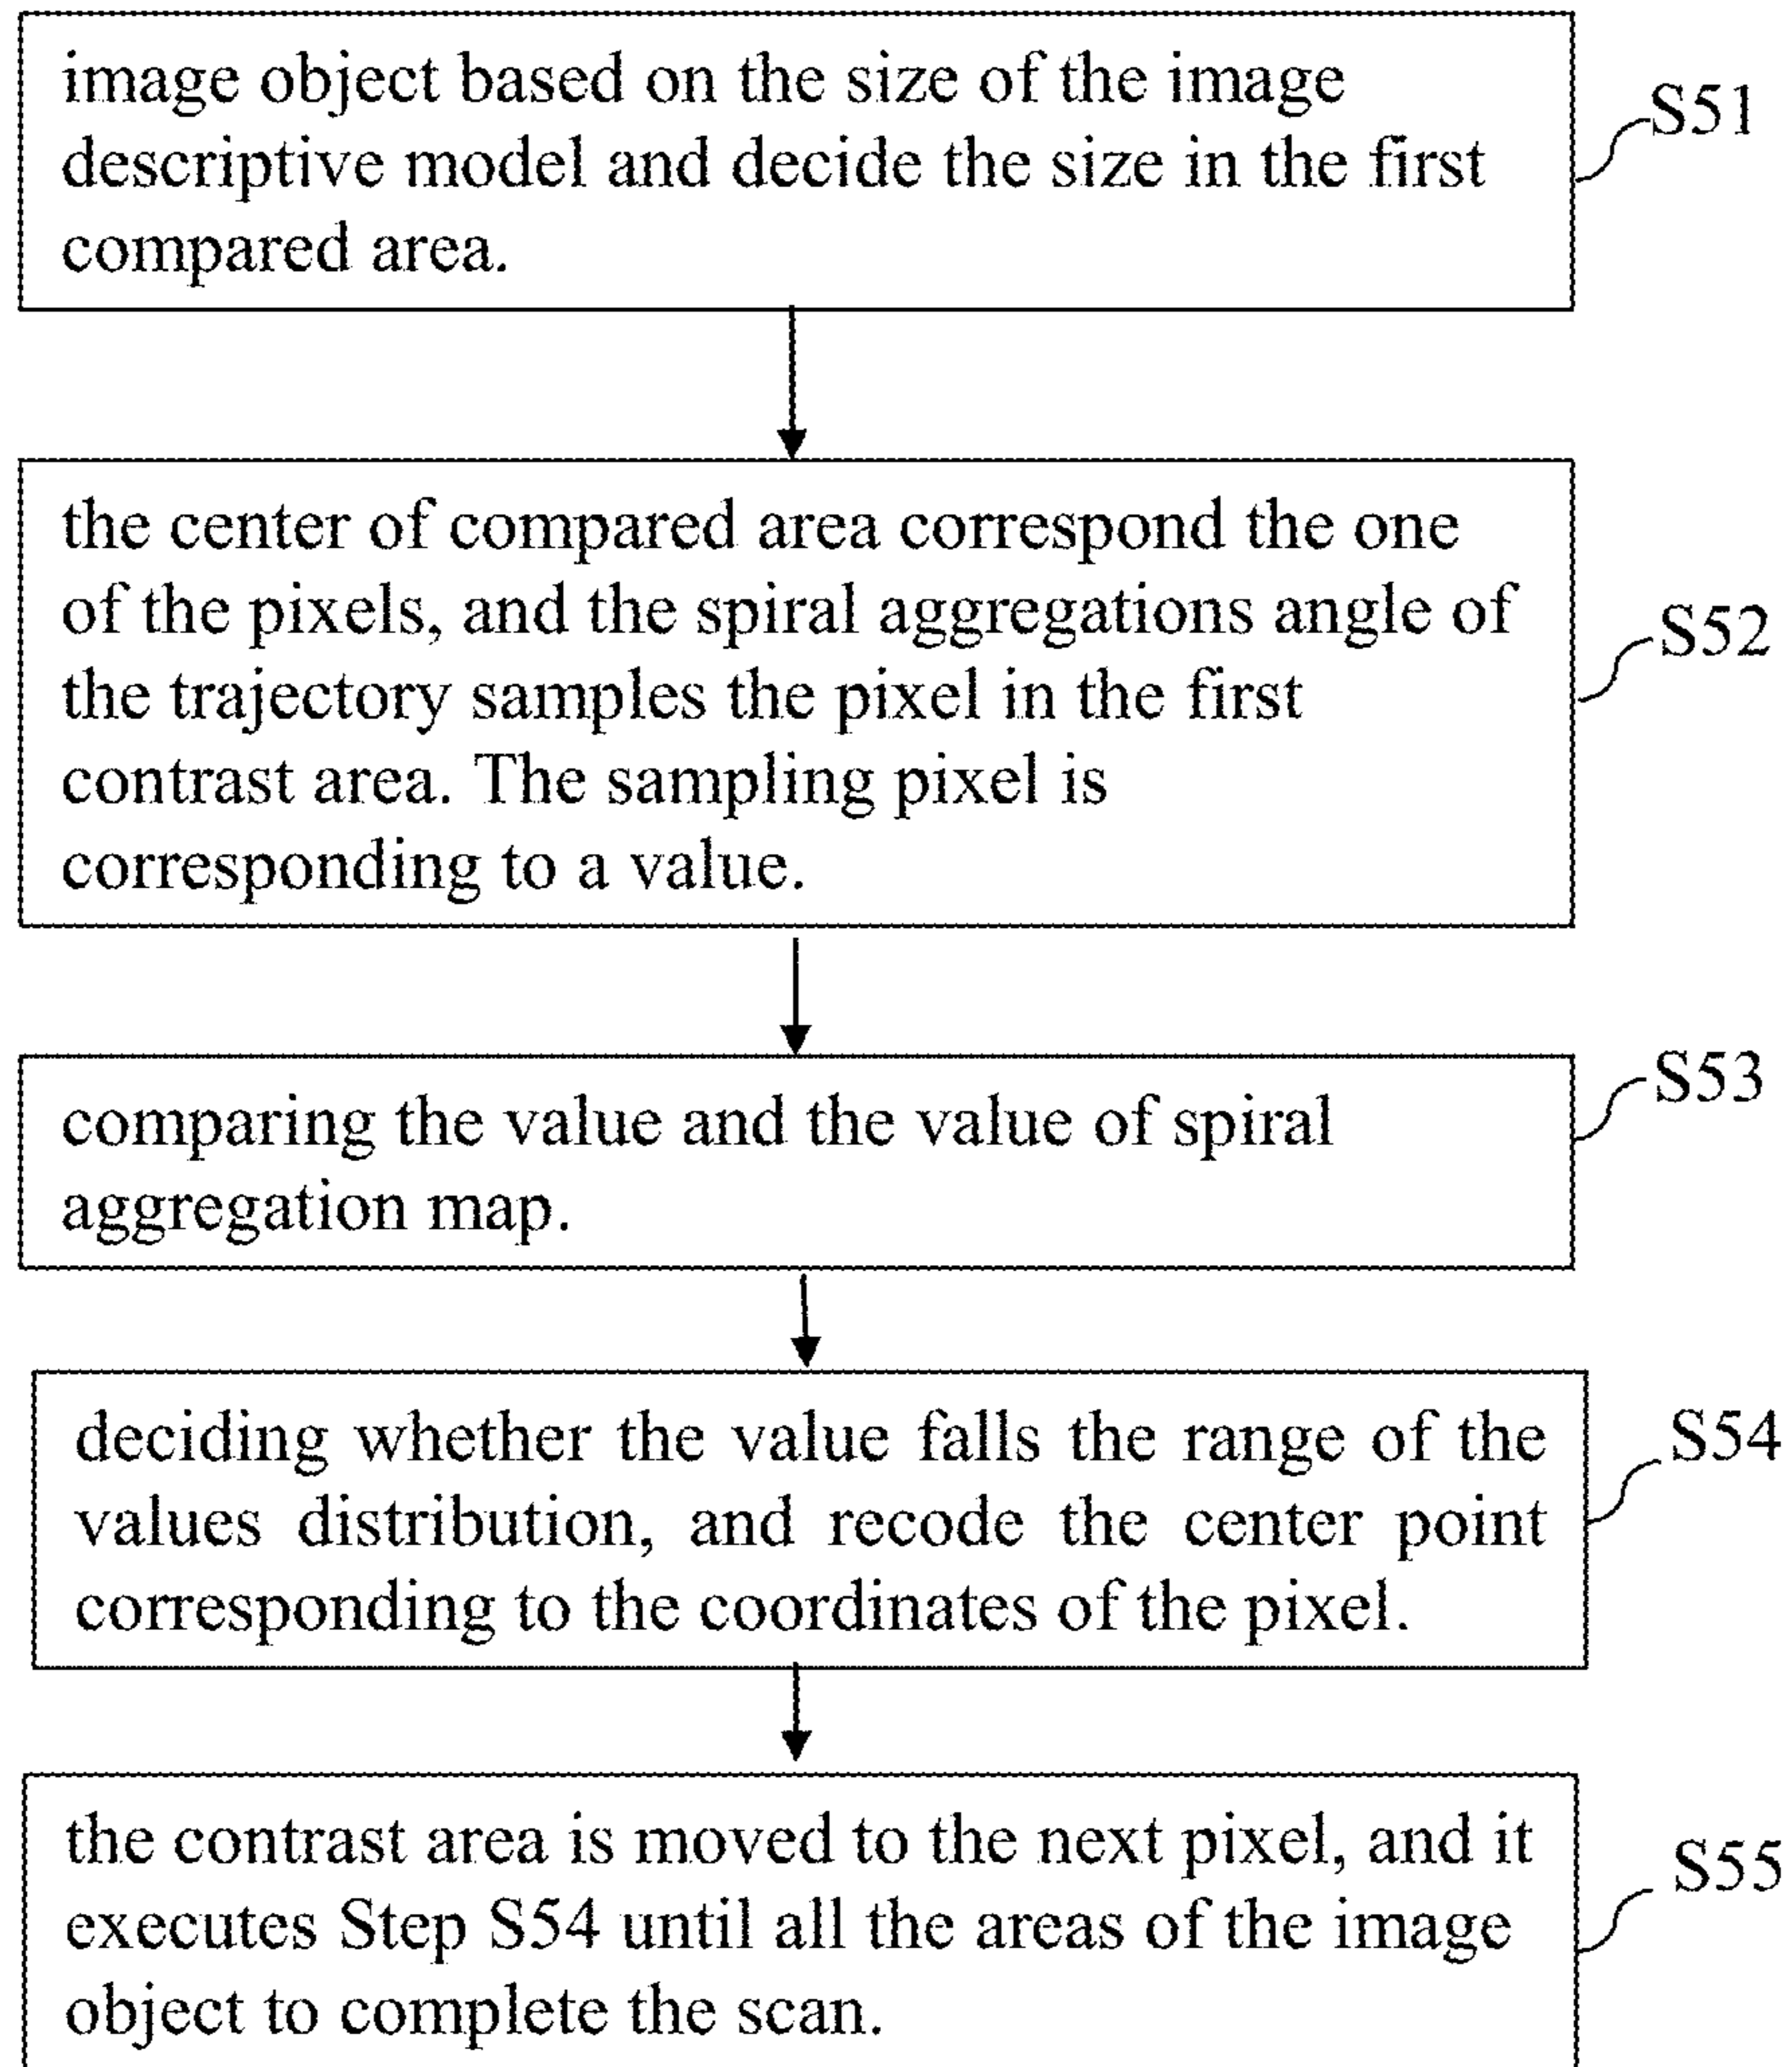 image object based on the size of the image
descriptive model and decide the size in the first
compared area.
S51
the center of compared area correspond the one
of the pixels, and the spiral aggregations angle of
the trajectory samples the pixel in the first
contrast area. The sampling pixel is
corresponding to a value.
S52
comparing the value and the value of spiral
aggregation map.
S53
deciding whether the value falls the range of the
values distribution, and recode the center point
corresponding to the coordinates of the pixel.
S54
the contrast area is moved to the next pixel, and it
executes Step S54 until all the areas of the image
object to complete the scan.
S55